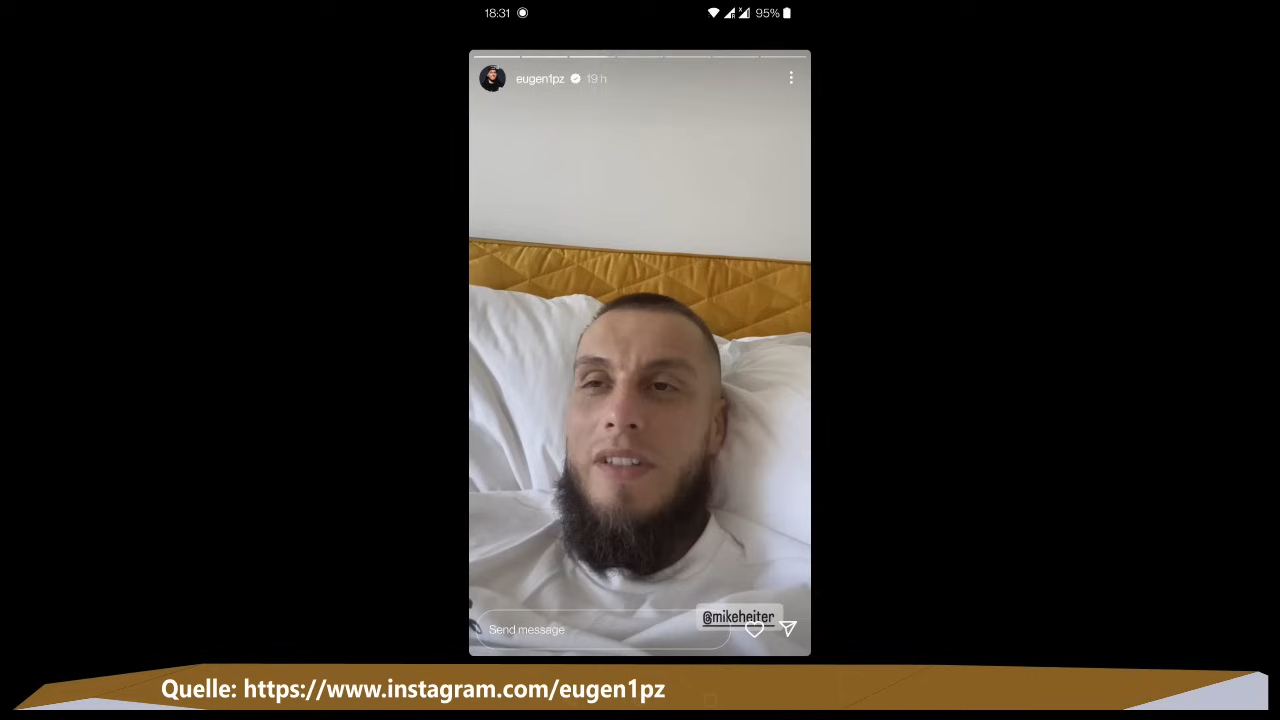 18:31
95%
eugen1pz 19 h
@mikeheiter
Send message
Quelle: https://www.instagram.com/eugen1pz